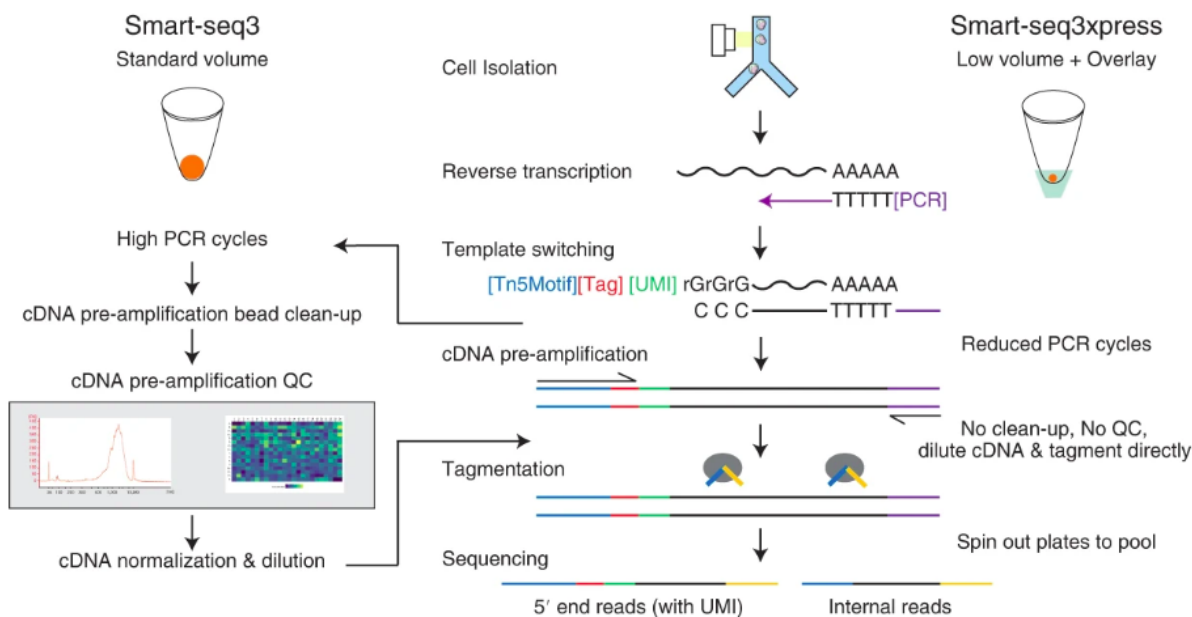 Smart-seq3
Standard volume
High PCR cycles
cDNA pre-amplification bead clean-up
cDNA pre-amplification QC
cDNA normalization & dilution
Cell Isolation
Reverse transcription
AAAAA
TTTTT[PCR]
Template switching
[Tn5Motif][Tag] [UMI] rGrGrG AAAAA
C C C TTTTT
cDNA pre-amplification
Tagmentation
Sequencing
5′ end reads (with UMI)
Internal reads
Smart-seq3xpress
Low volume + Overlay
Reduced PCR cycles
No clean-up, No QC,
dilute cDNA & tagment directly
Spin out plates to pool